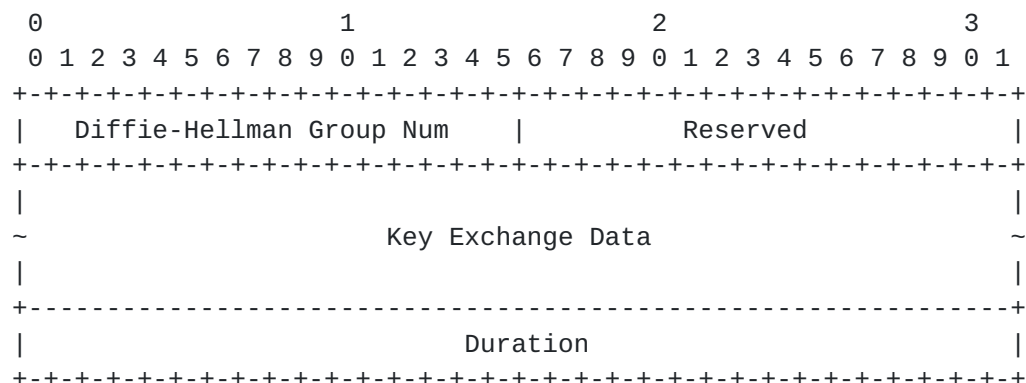 0                   1                   2                   3
0 1 2 3 4 5 6 7 8 9 0 1 2 3 4 5 6 7 8 9 0 1 2 3 4 5 6 7 8 9 0 1
+-+-+-+-+-+-+-+-+-+-+-+-+-+-+-+-+-+-+-+-+-+-+-+-+-+-+-+-+-+-+-+-+
|   Diffie-Hellman Group Num    |          Reserved             |
+-+-+-+-+-+-+-+-+-+-+-+-+-+-+-+-+-+-+-+-+-+-+-+-+-+-+-+-+-+-+-+-+
|                                                               |
~                       Key Exchange Data                       ~
|                                                               |
+---------------------------------------------------------------+
|                            Duration                           |
+-+-+-+-+-+-+-+-+-+-+-+-+-+-+-+-+-+-+-+-+-+-+-+-+-+-+-+-+-+-+-+-+